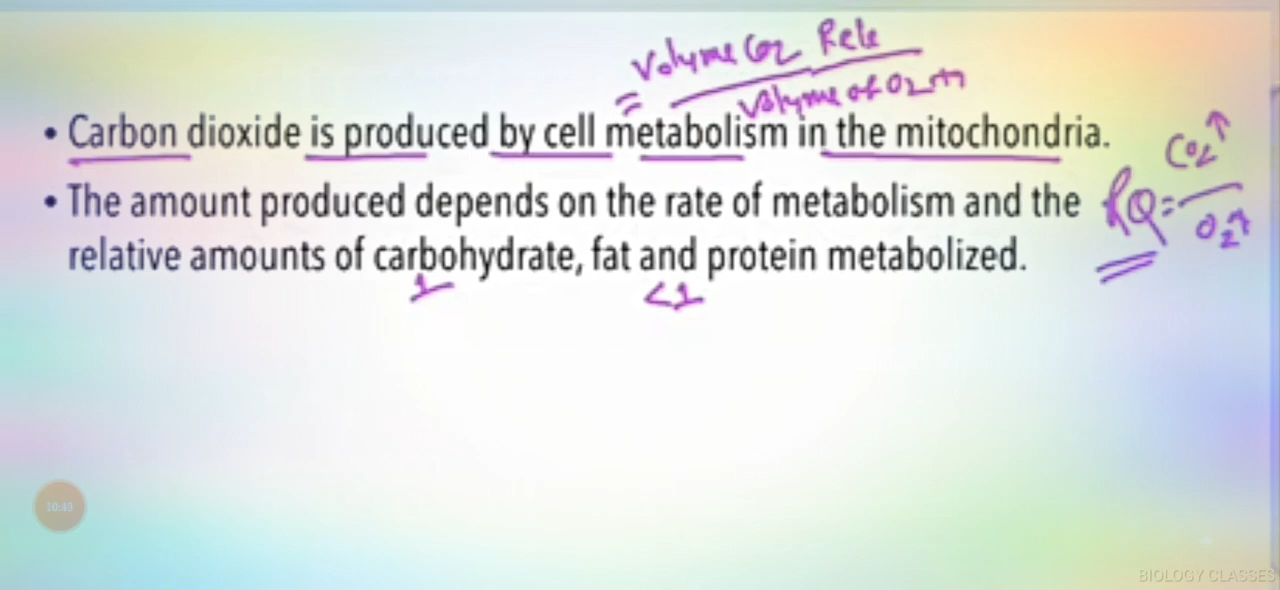 = Volume Co2 Rele
Volume of O2
• Carbon dioxide is produced by cell metabolism in the mitochondria.
CO2↑
• The amount produced depends on the rate of metabolism and the
RQ=
O2↑
relative amounts of carbohydrate, fat and protein metabolized.
1
<1
10:40
BIOLOGY CLASSES